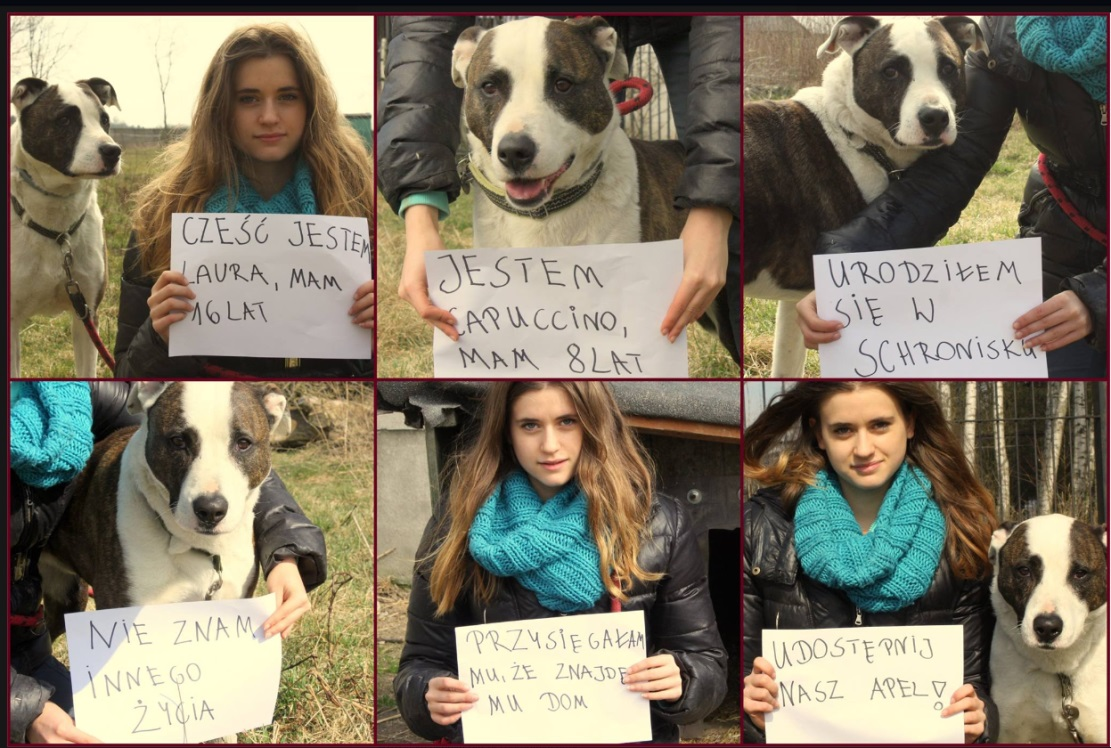 CZEŚĆ JESTEM
LAURA, MAM
16 LAT
JESTEM
CAPUCCINO,
MAM 8 LAT
URODZIŁEM
SIĘ W
SCHRONISKU
NIE ZNAM
INNEGO
ŻYCIA
PRZYSIĘGAŁAM
MU, ŻE ZNAJDĘ
MU DOM
UDOSTĘPNIJ
NASZ APEL!